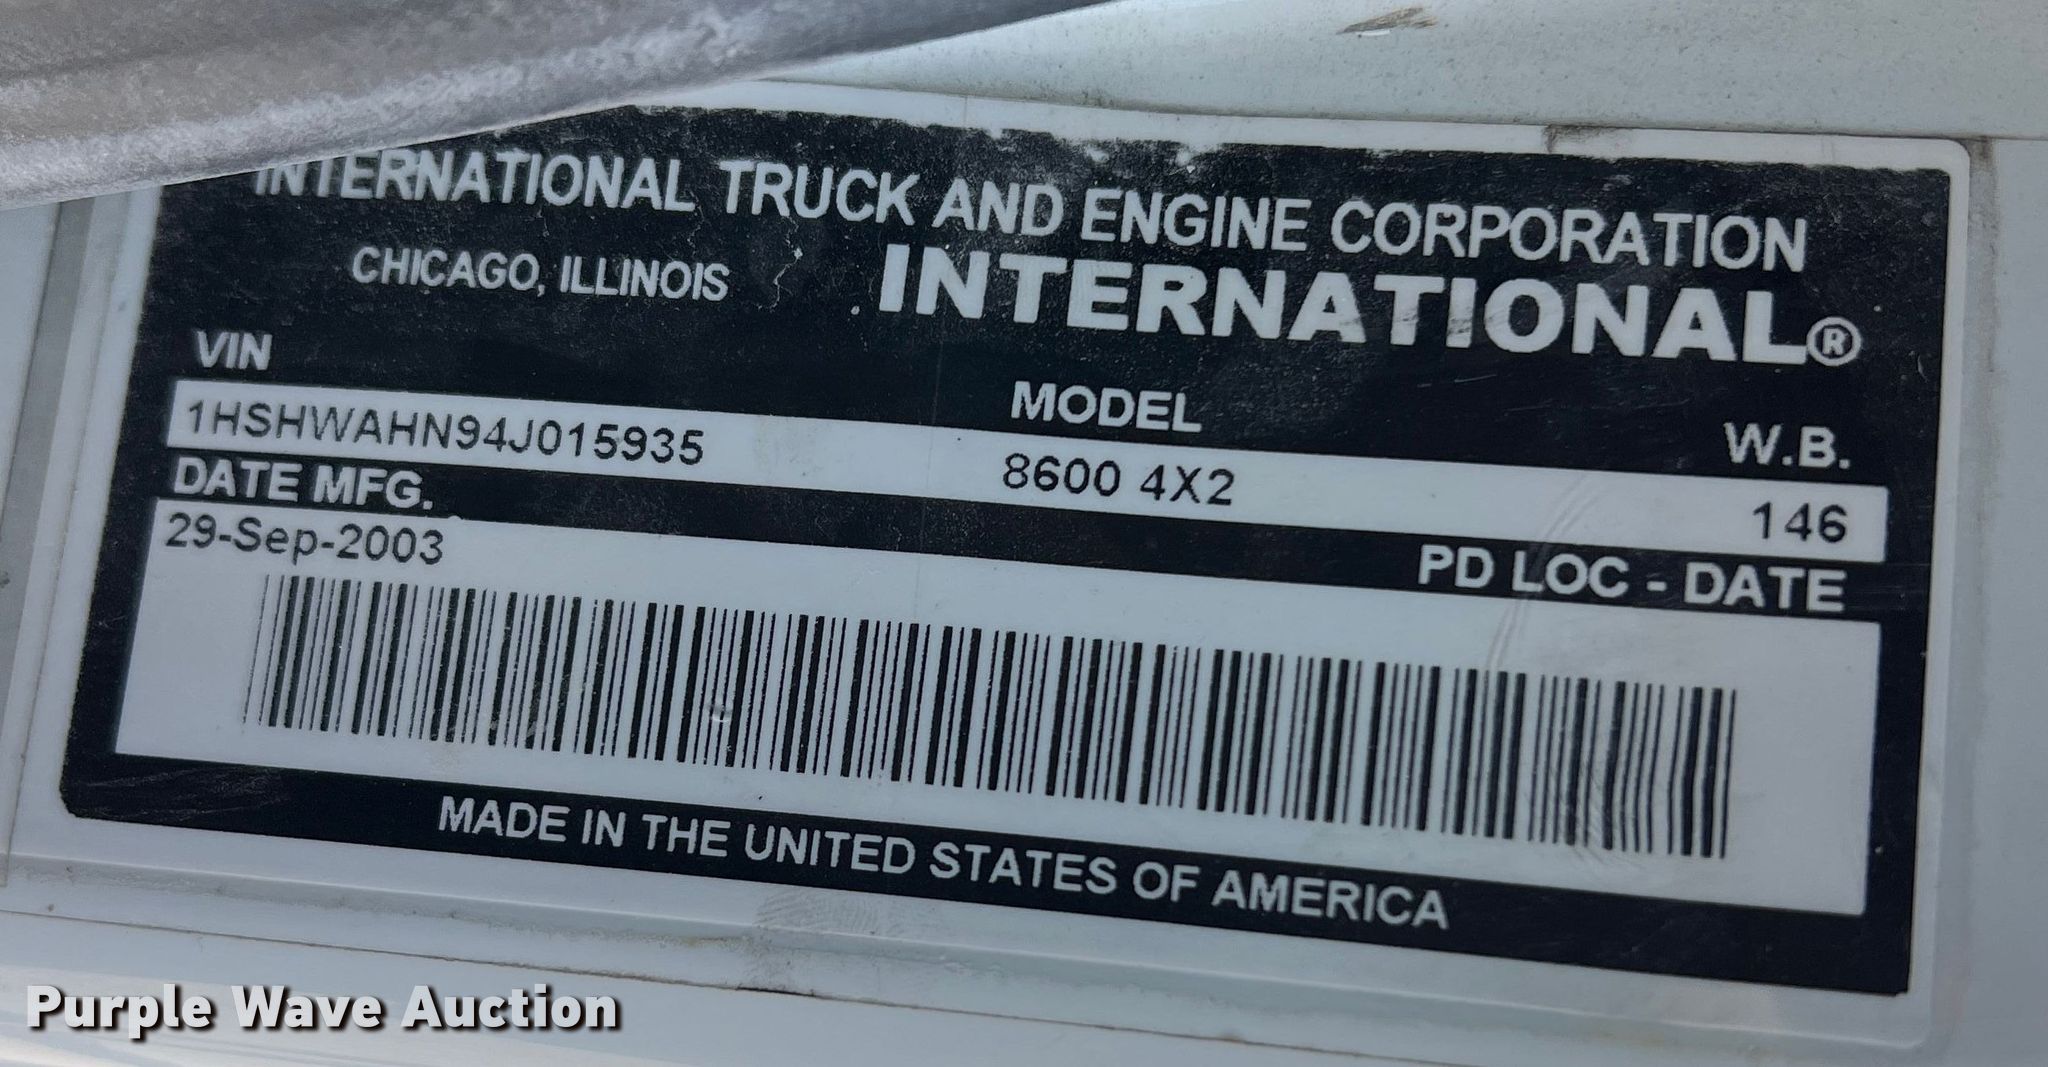 INTERNATIONAL TRUCK AND ENGINE CORPORATION
CHICAGO, ILLINOIS
INTERNATIONAL®
VIN
MODEL
W.B.
1HSHWAHN94J015935
8600 4X2
146
DATE MFG.
PD LOC - DATE
29-Sep-2003
MADE IN THE UNITED STATES OF AMERICA
Purple Wave Auction